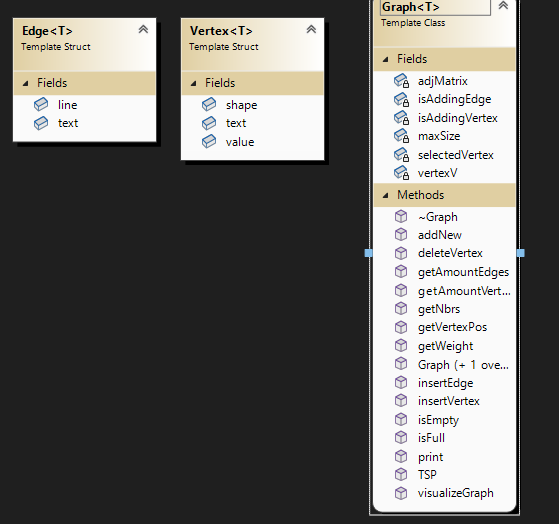 Edge<T>
Template Struct
Fields
line
text
Vertex<T>
Template Struct
Fields
shape
text
value
Graph<T>
Template Class
Fields
adjMatrix
isAddingEdge
isAddingVertex
maxSize
selectedVertex
vertexV
Methods
~Graph
addNew
deleteVertex
getAmountEdges
getAmountVert...
getNbrs
getVertexPos
getWeight
Graph (+ 1 ove...
insertEdge
insertVertex
isEmpty
isFull
print
TSP
visualizeGraph